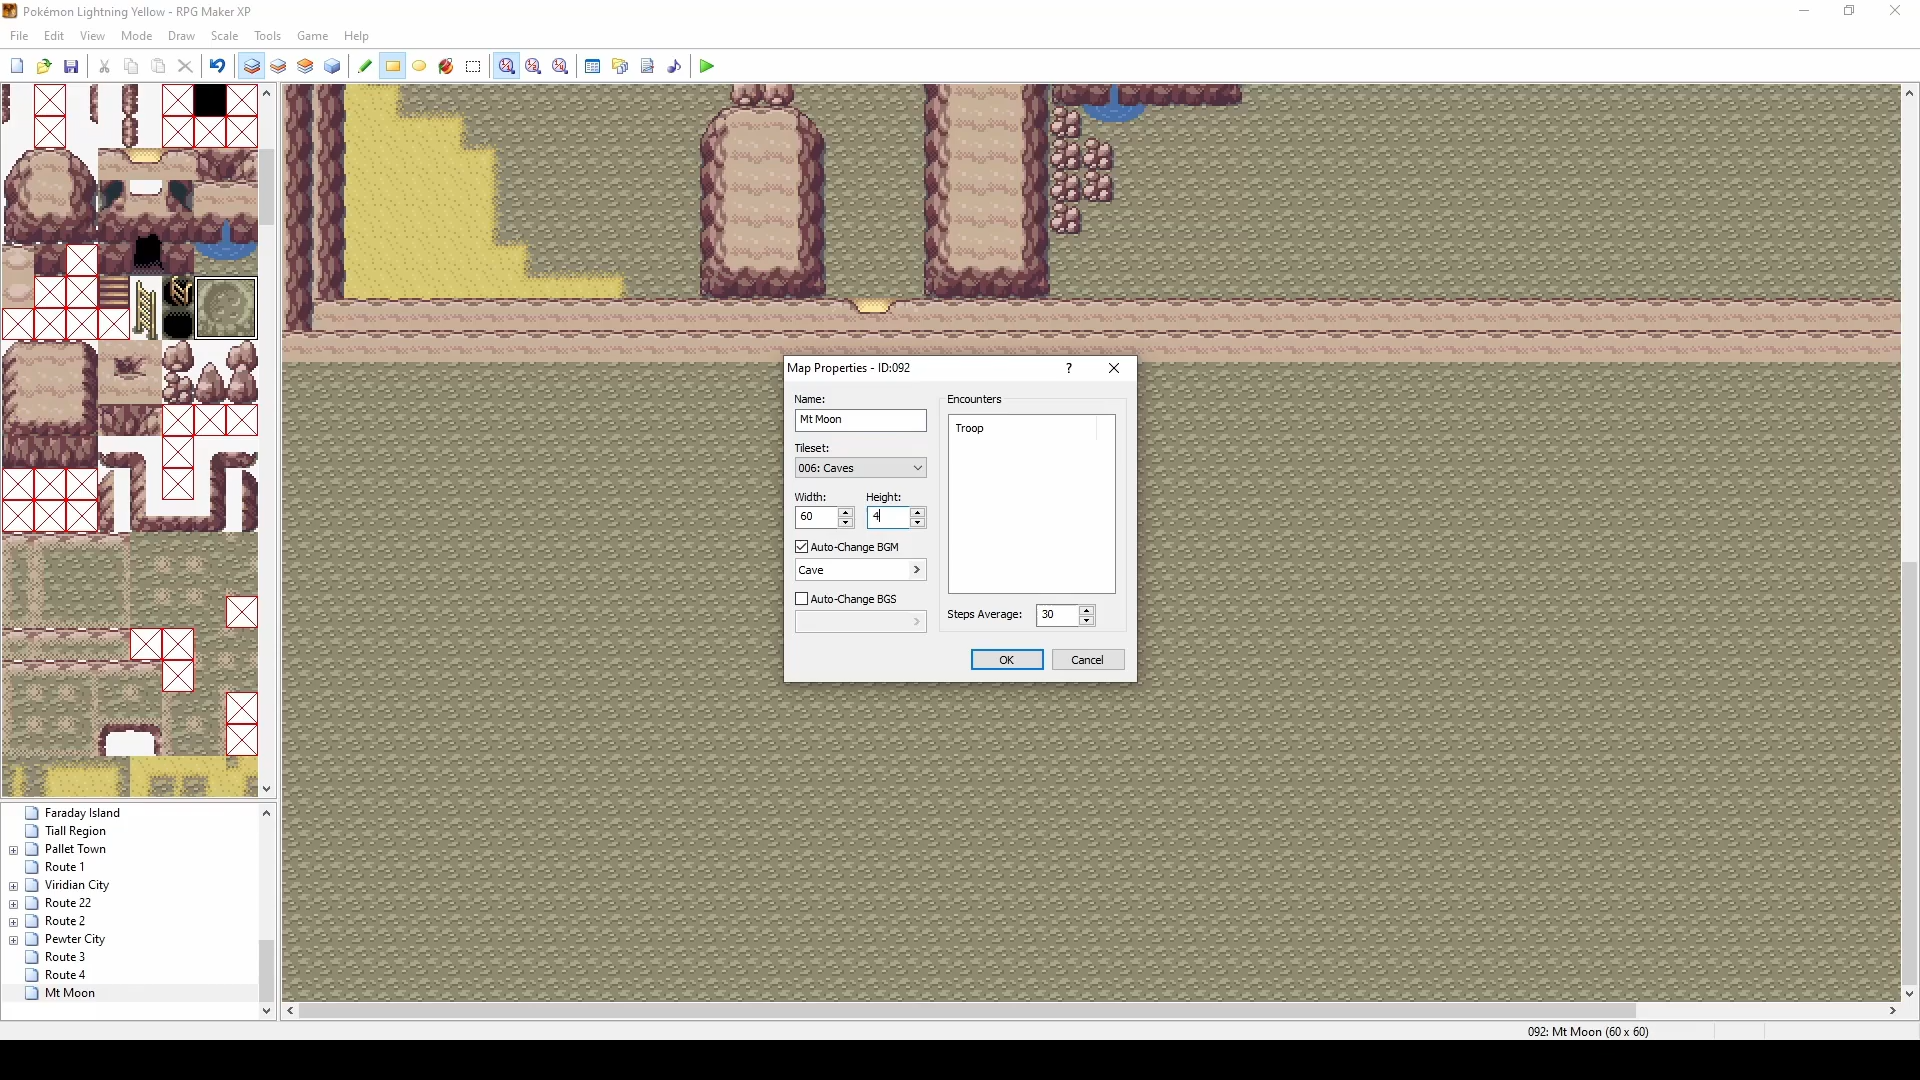 Pokémon Lightning Yellow - RPG Maker XP
File Edit View Mode Draw Scale Tools Game Help
Map Properties - ID:092
?
Name:
Mt Moon
Tileset:
006: Caves
Width: Height:
60 4
Auto-Change BGM
Cave
Auto-Change BGS
Encounters
Troop
Steps Average: 30
OK Cancel
Faraday Island
Tiall Region
Pallet Town
Route 1
Viridian City
Route 22
Route 2
Pewter City
Route 3
Route 4
Mt Moon
092: Mt Moon (60 x 60)